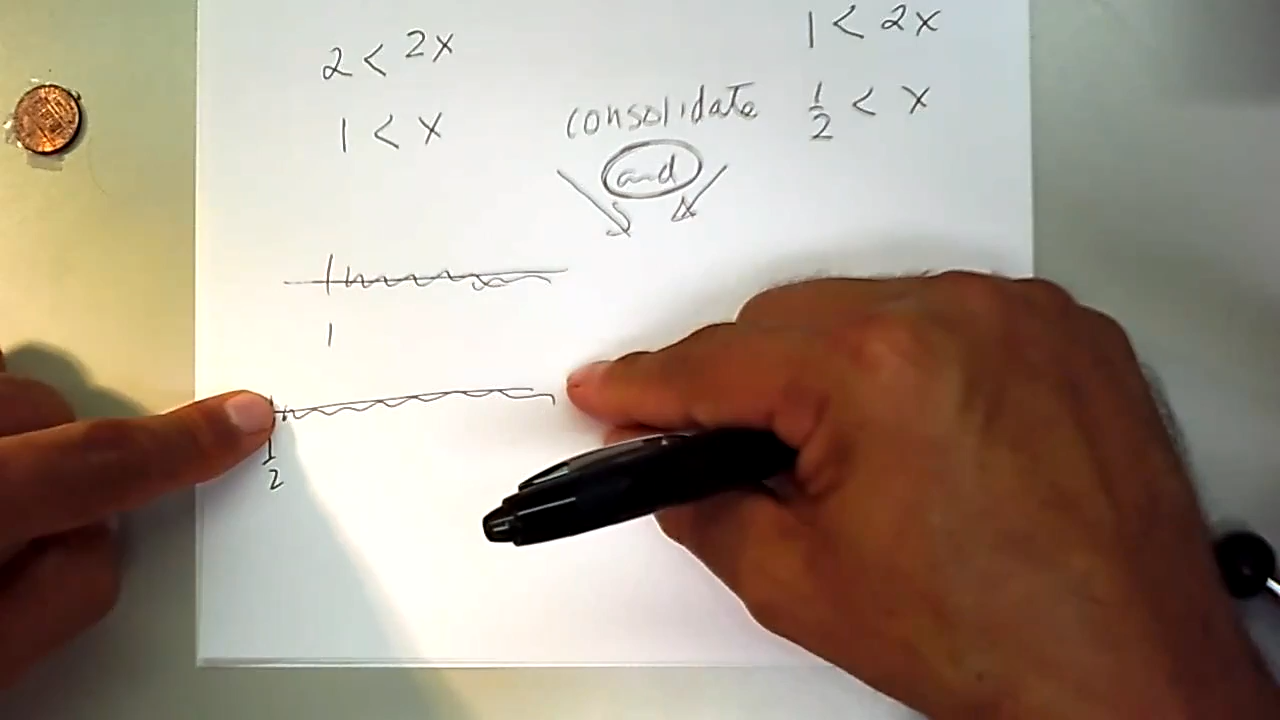 2 < 2x
1 < x
1 < 2x
1/2 < x
consolidate
and
1
1/2